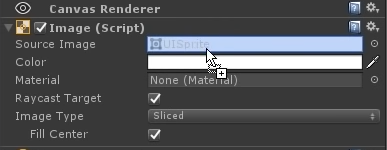 Canvas Renderer
Image (Script)
Source Image UISprite
Color
Material None (Material)
Raycast Target
Image Type Sliced
Fill Center